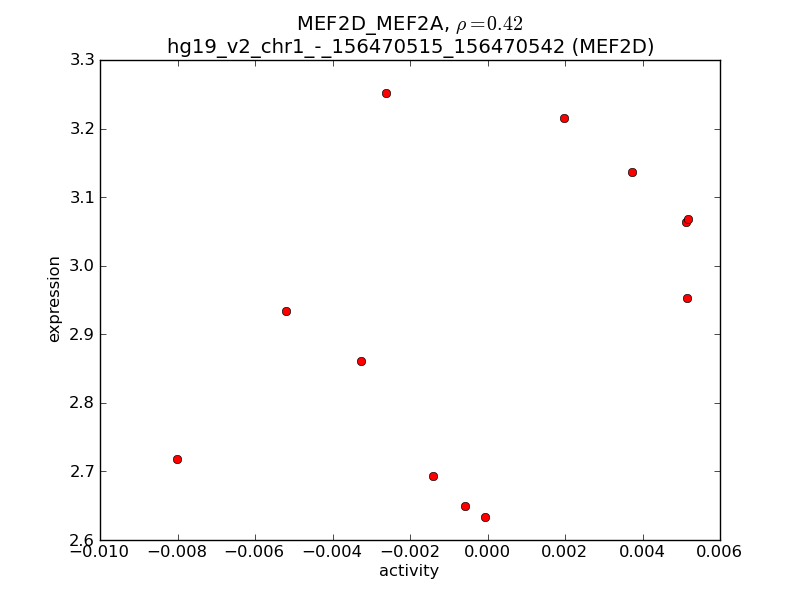 MEF2D_MEF2A, ρ=0.42
hg19_v2_chr1_-_156470515_156470542 (MEF2D)
3.3
3.2
3.1
3.0
2.9
2.8
2.7
2.6
expression
−0.010 −0.008 −0.006 −0.004 −0.002 0.000 0.002 0.004 0.006
activity